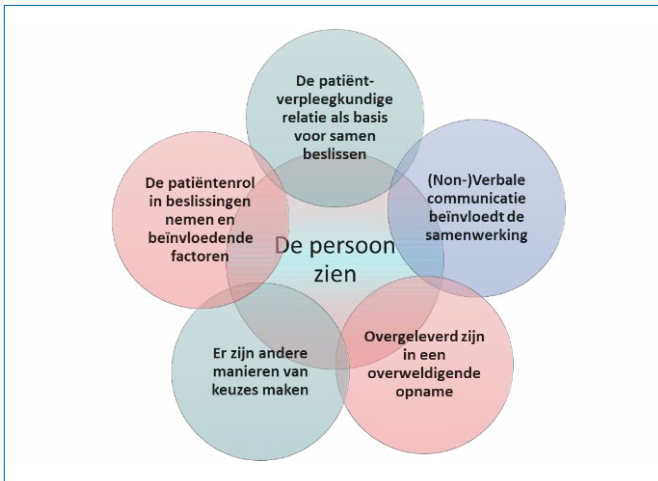 De patiënt-
verpleegkundige
relatie als basis
voor samen
beslissen
(Non-)Verbale
communicatie
beïnvloedt de
samenwerking
Overgeleverd zijn
in een
overweldigende
opname
Er zijn andere
manieren van
keuzes maken
De patiëntenrol
in beslissingen
nemen en
beïnvloedende
factoren
De persoon
zien